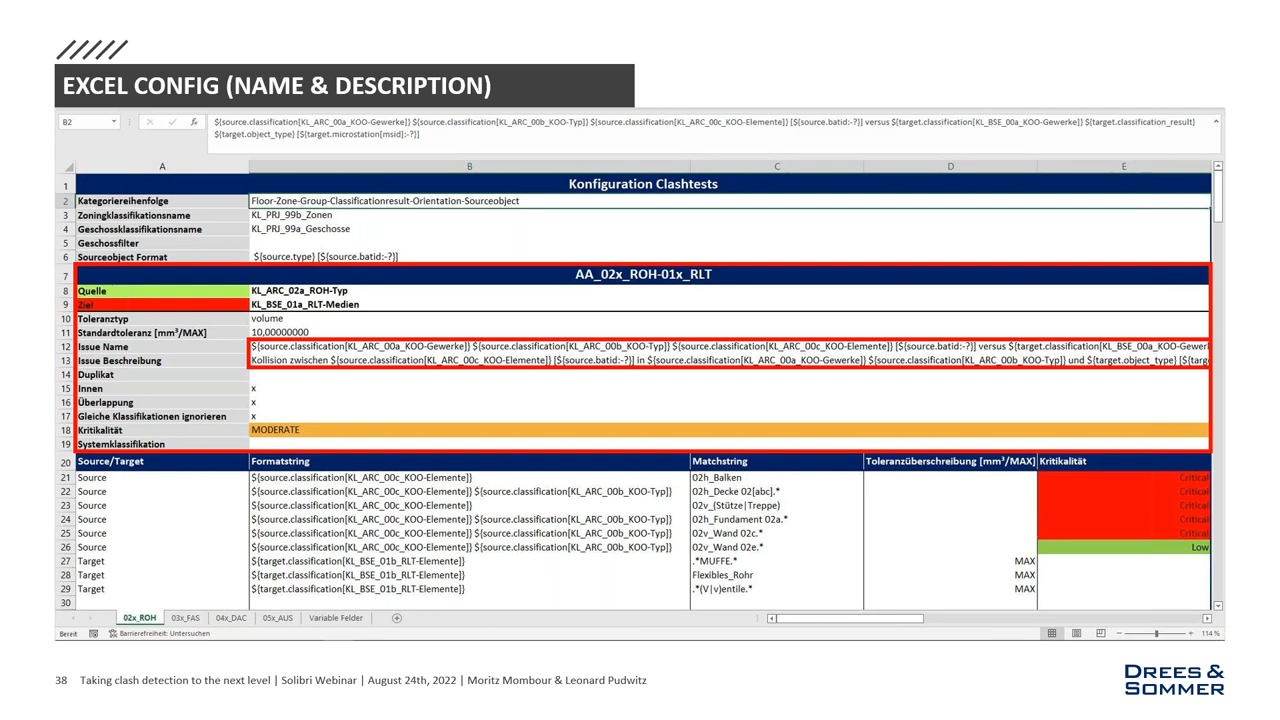 EXCEL CONFIG (NAME & DESCRIPTION)
B2 fx ${source.classification[KL_ARC_00a_KOO-Gewerke]} ${source.classification[KL_ARC_00b_KOO-Typ]} ${source.classification[KL_ARC_00c_KOO-Elemente]} [${source.batid:-?}] versus ${target.classification[KL_BSE_00a_KOO-Gewerke]} ${target.classification_result}
${target.object_type} [${target.microstation[msid]:-?}]
A B C D E
1 Konfiguration Clashtests
2 Kategoriereihenfolge Floor-Zone-Group-Classificationresult-Orientation-Sourceobject
3 Zoningklassifikationsname KL_PRJ_99b_Zonen
4 Geschossklassifikationsname KL_PRJ_99a_Geschosse
5 Geschossfilter
6 Sourceobject Format ${source.type} [${source.batid:-?}]
7 AA_02x_ROH-01x_RLT
8 Quelle KL_ARC_02a_ROH-Typ
9 Ziel KL_BSE_01a_RLT-Medien
10 Toleranztyp volume
11 Standardtoleranz [mm³/MAX] 10,00000000
12 Issue Name ${source.classification[KL_ARC_00a_KOO-Gewerke]} ${source.classification[KL_ARC_00b_KOO-Typ]} ${source.classification[KL_ARC_00c_KOO-Elemente]} [${source.batid:-?}] versus ${target.classification[KL_BSE_00a_KOO-Gewerk
13 Issue Beschreibung Kollision zwischen ${source.classification[KL_ARC_00c_KOO-Elemente]} [${source.batid:-?}] in ${source.classification[KL_ARC_00a_KOO-Gewerke]} ${source.classification[KL_ARC_00b_KOO-Typ]} und ${target.object_type} [${targ
14 Duplikat
15 Innen x
16 Überlappung x
17 Gleiche Klassifikationen ignorieren x
18 Kritikalität MODERATE
19 Systemklassifikation
20 Source/Target Formatstring Matchstring Toleranzüberschreitung [mm³/MAX] Kritikalität
21 Source ${source.classification[KL_ARC_00c_KOO-Elemente]} 02h_Balken Critical
22 Source ${source.classification[KL_ARC_00c_KOO-Elemente]} ${source.classification[KL_ARC_00b_KOO-Typ]} 02h_Decke 02[abc].* Critical
23 Source ${source.classification[KL_ARC_00c_KOO-Elemente]} 02v_(Stütze|Treppe) Critical
24 Source ${source.classification[KL_ARC_00c_KOO-Elemente]} ${source.classification[KL_ARC_00b_KOO-Typ]} 02h_Fundament 02a.* Critical
25 Source ${source.classification[KL_ARC_00c_KOO-Elemente]} ${source.classification[KL_ARC_00b_KOO-Typ]} 02v_Wand 02c.* Critical
26 Source ${source.classification[KL_ARC_00c_KOO-Elemente]} ${source.classification[KL_ARC_00b_KOO-Typ]} 02v_Wand 02e.* Low
27 Target ${target.classification[KL_BSE_01b_RLT-Elemente]} .*MUFFE.* MAX
28 Target ${target.classification[KL_BSE_01b_RLT-Elemente]} Flexibles_Rohr MAX
29 Target ${target.classification[KL_BSE_01b_RLT-Elemente]} .*(V|v)entile.* MAX
30
02x_ROH 03x_FAS 04x_DAC 05x_AUS Variable Felder
Bereit Barrierefreiheit: Untersuchen 114 %
38 Taking clash detection to the next level | Solibri Webinar | August 24th, 2022 | Moritz Mombour & Leonard Pudwitz
DREES &
SOMMER